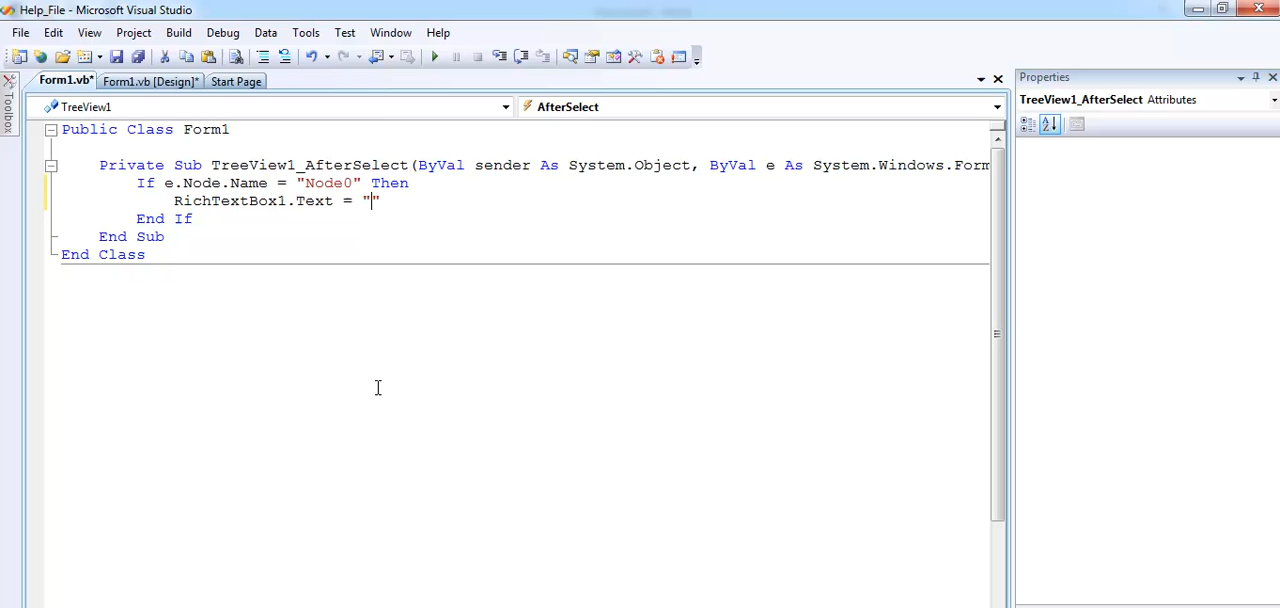 Help_File - Microsoft Visual Studio
File Edit View Project Build Debug Data Tools Test Window Help
Form1.vb* Form1.vb [Design]* Start Page
Properties
Toolbox
TreeView1 AfterSelect
TreeView1_AfterSelect Attributes
Public Class Form1
Private Sub TreeView1_AfterSelect(ByVal sender As System.Object, ByVal e As System.Windows.Form
If e.Node.Name = "Node0" Then
RichTextBox1.Text = ""
End If
End Sub
End Class